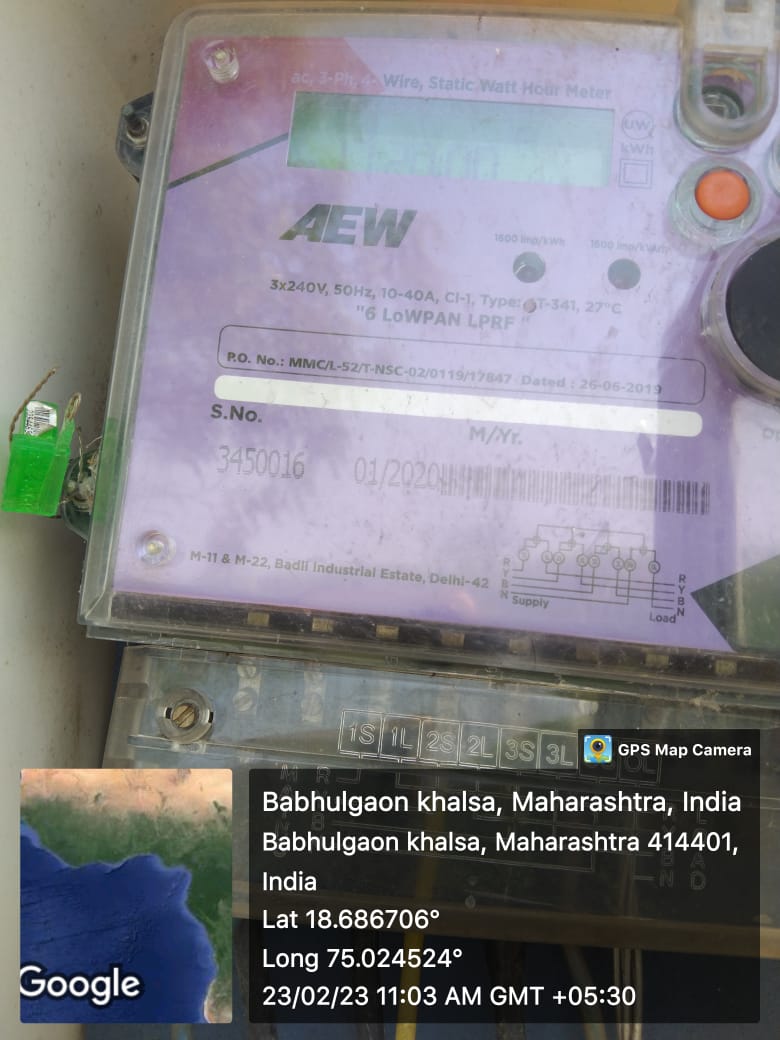 ac, 3-Ph, 4- Wire, Static Watt Hour Meter
UW
kWh
AEW
1600 imp/kWh 1600 imp/kVArh
3x240V, 50Hz, 10-40A, Cl-1, Type: T-341, 27°C
"6 LoWPAN LPRF"
P.O. No.: MMC/L-52/T-NSC-02/0119/17847 Dated : 26-06-2019
S.No.
M/Yr.
3450016 01/2020
M-11 & M-22, Badli Industrial Estate, Delhi-42
R
Y
B
N
Supply
R
Y
B
N
Load
1S 1L 2S 2L 3S 3L OL
GPS Map Camera
Babhulgaon khalsa, Maharashtra, India
Babhulgaon khalsa, Maharashtra 414401,
India
Lat 18.686706°
Long 75.024524°
23/02/23 11:03 AM GMT +05:30
Google